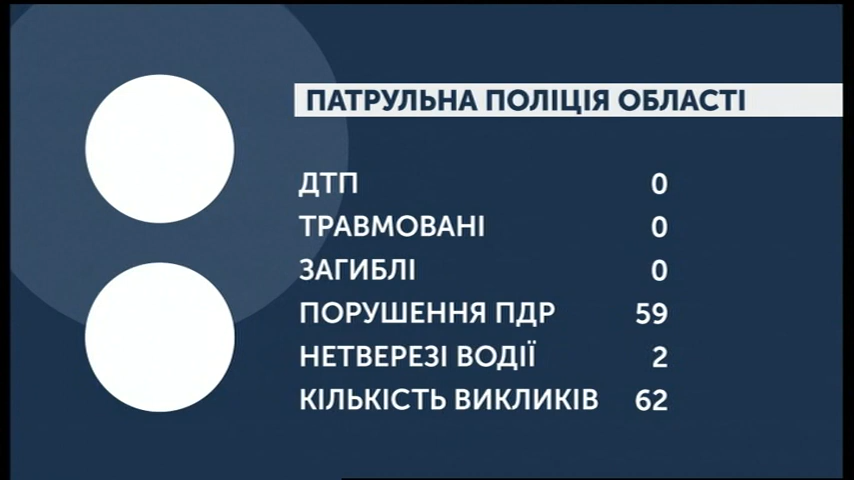 ПАТРУЛЬНА ПОЛІЦІЯ ОБЛАСТІ
ДТП 0
ТРАВМОВАНІ 0
ЗАГИБЛІ 0
ПОРУШЕННЯ ПДР 59
НЕТВЕРЕЗІ ВОДІЇ 2
КІЛЬКІСТЬ ВИКЛИКІВ 62